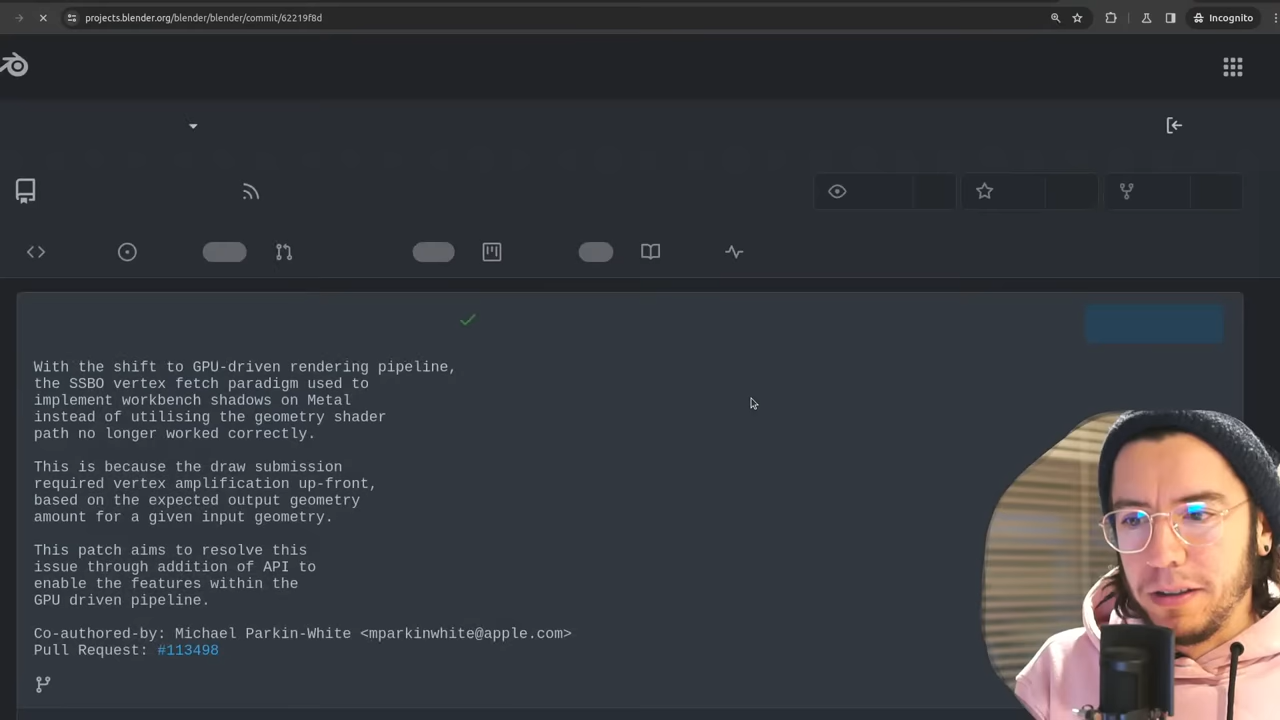 projects.blender.org/blender/blender/commit/62219f8d
Incognito
With the shift to GPU-driven rendering pipeline,
the SSBO vertex fetch paradigm used to
implement workbench shadows on Metal
instead of utilising the geometry shader
path no longer worked correctly.
This is because the draw submission
required vertex amplification up-front,
based on the expected output geometry
amount for a given input geometry.
This patch aims to resolve this
issue through addition of API to
enable the features within the
GPU driven pipeline.
Co-authored-by: Michael Parkin-White <mparkinwhite@apple.com>
Pull Request: #113498